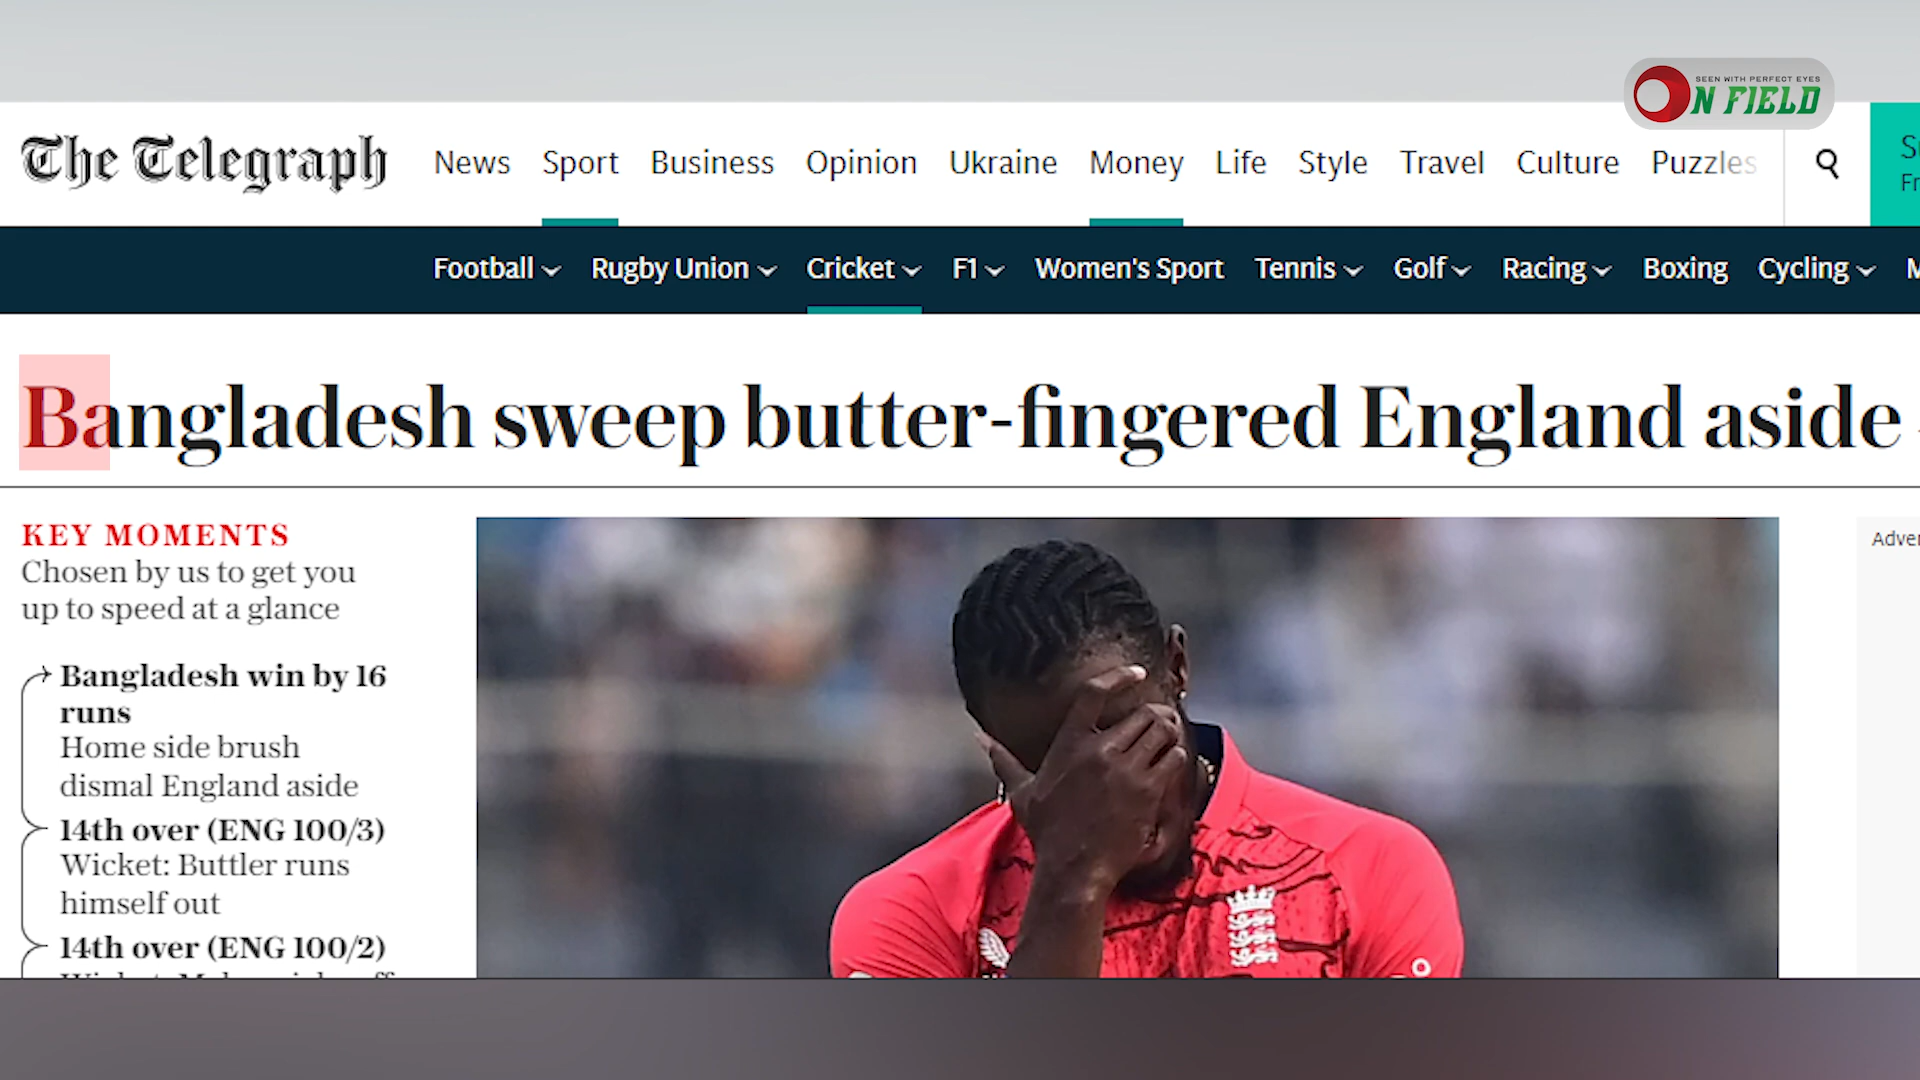 SEEN WITH PERFECT EYES
ON FIELD
The Telegraph
News Sport Business Opinion Ukraine Money Life Style Travel Culture Puzzles
Football Rugby Union Cricket F1 Women's Sport Tennis Golf Racing Boxing Cycling
Bangladesh sweep butter-fingered England aside
KEY MOMENTS
Chosen by us to get you
up to speed at a glance
Bangladesh win by 16
runs
Home side brush
dismal England aside
14th over (ENG 100/3)
Wicket: Buttler runs
himself out
14th over (ENG 100/2)